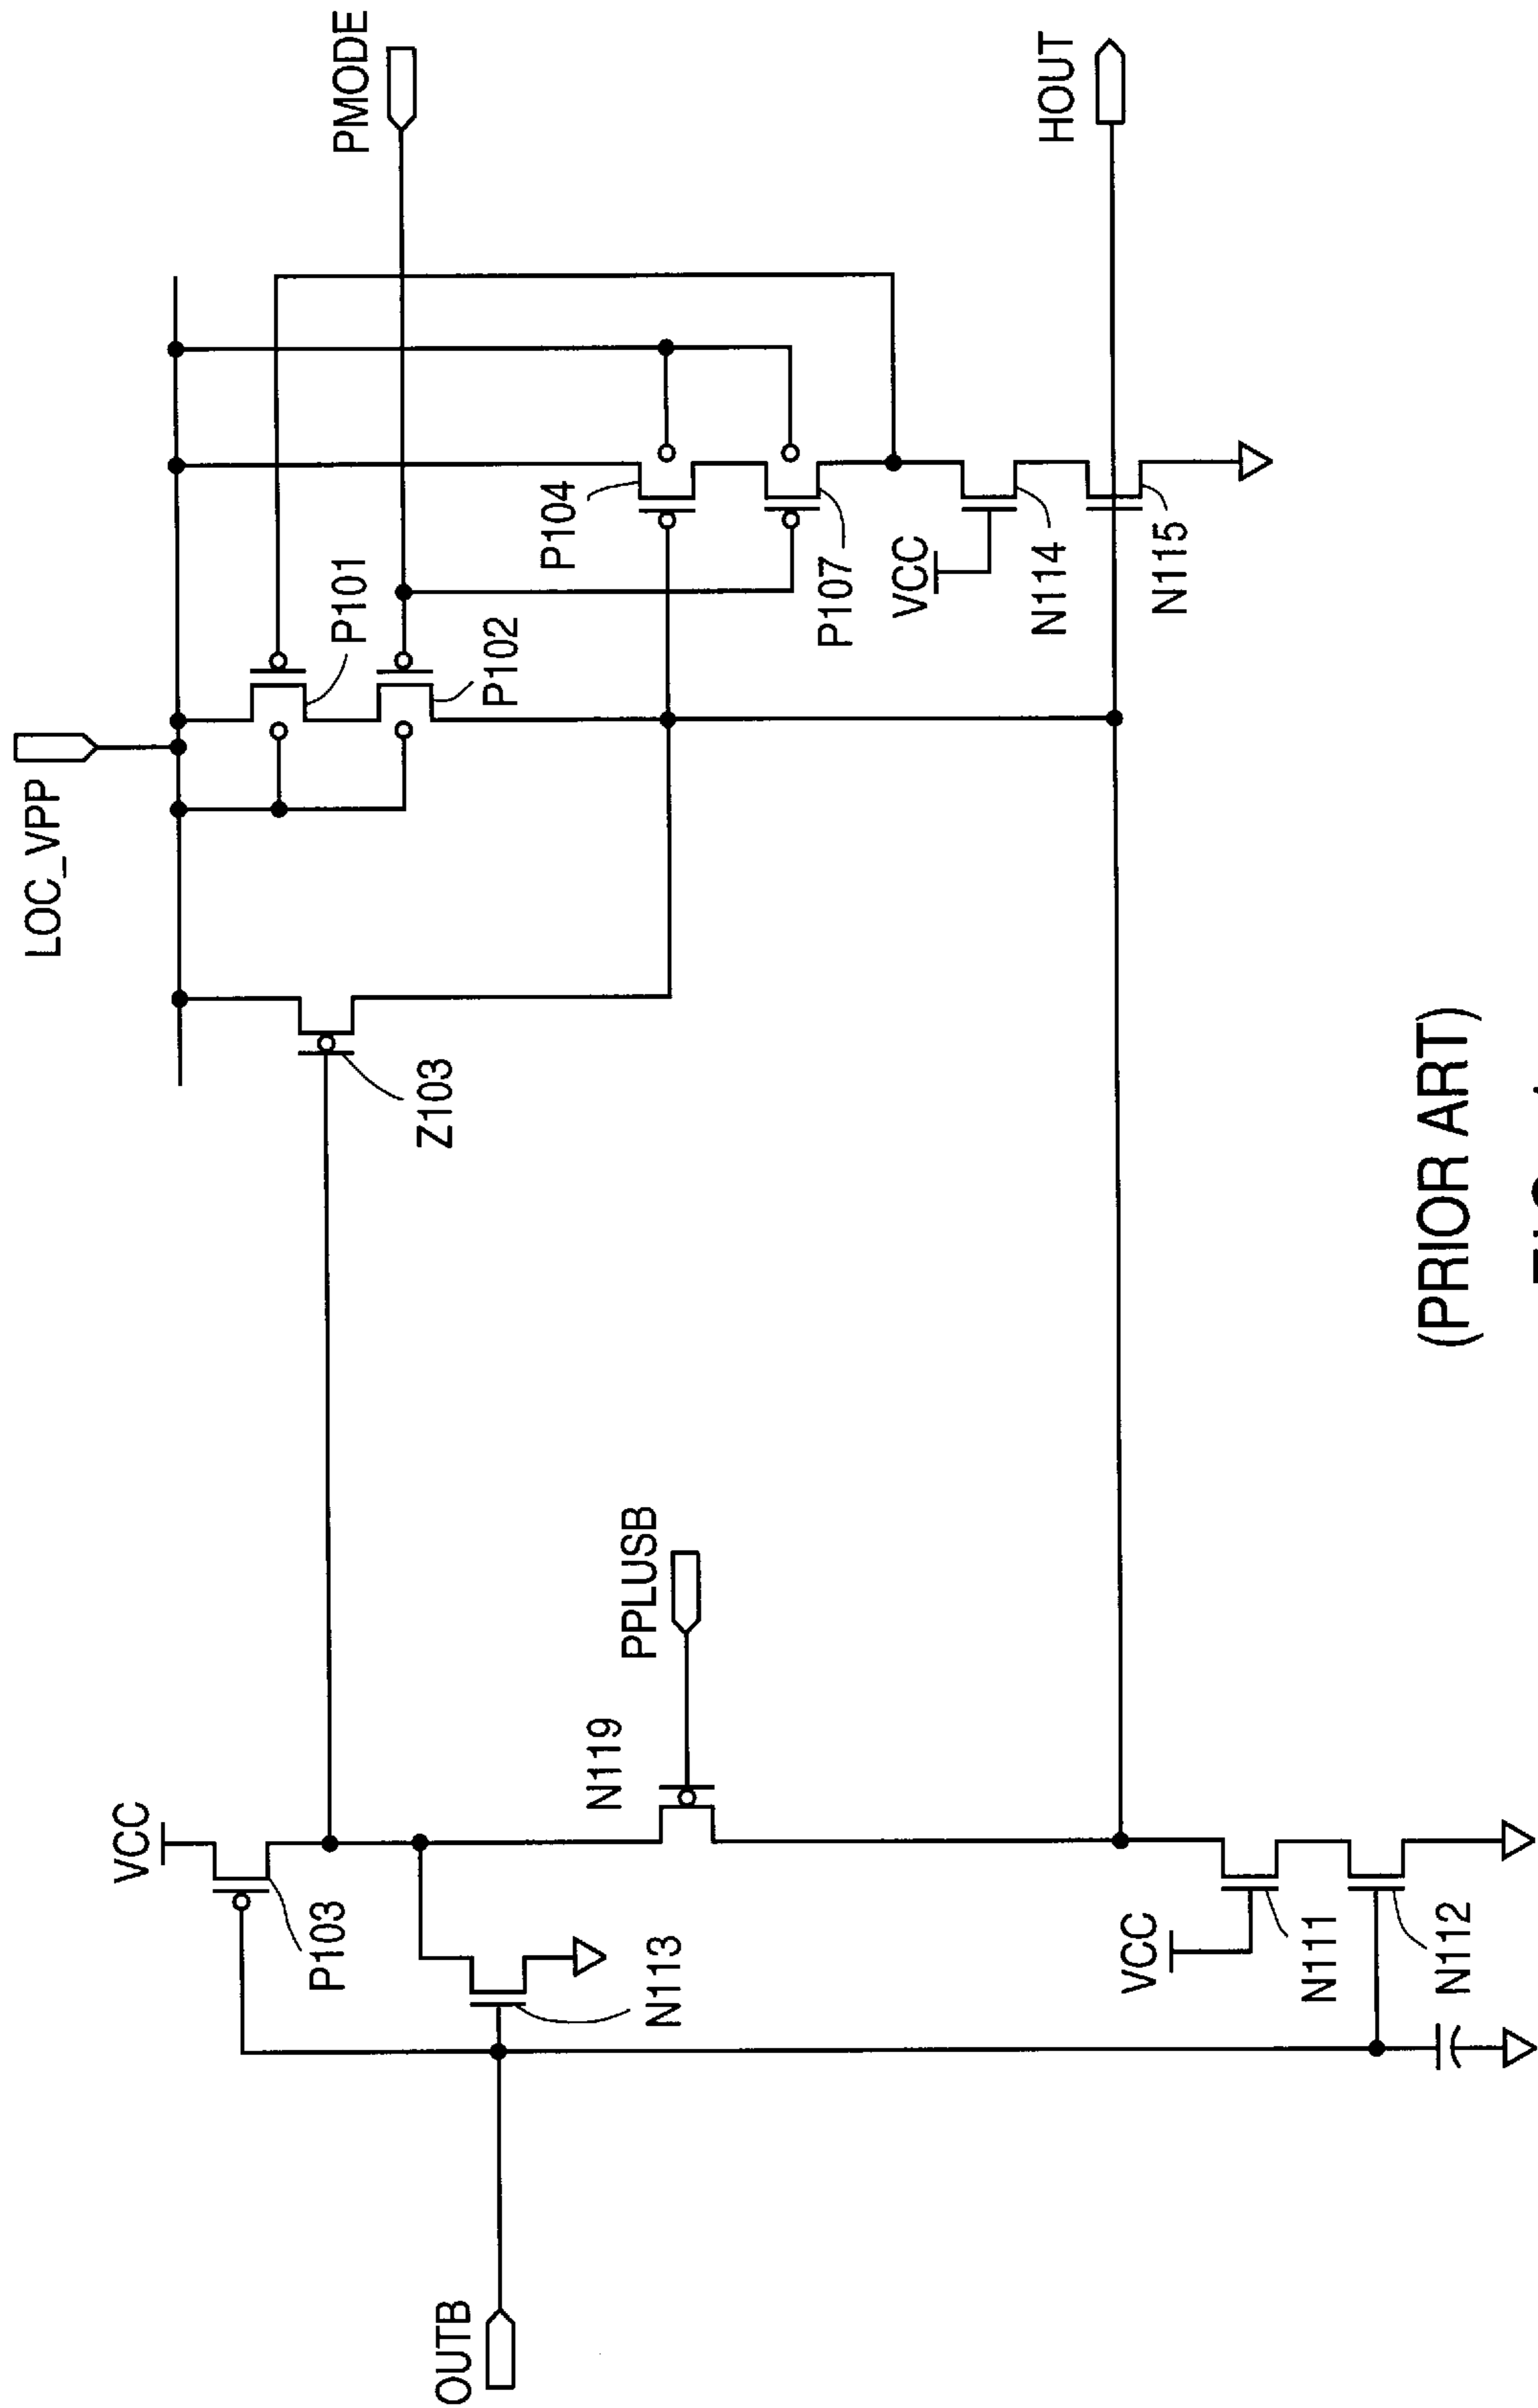 LOC_VPP
PMODE
P101
P102
P104
P107
VCC
N114
N115
HOUT
Z103
VCC
P103
N113
N119
PPLUSB
VCC
N111
N112
OUTB
(PRIOR ART)